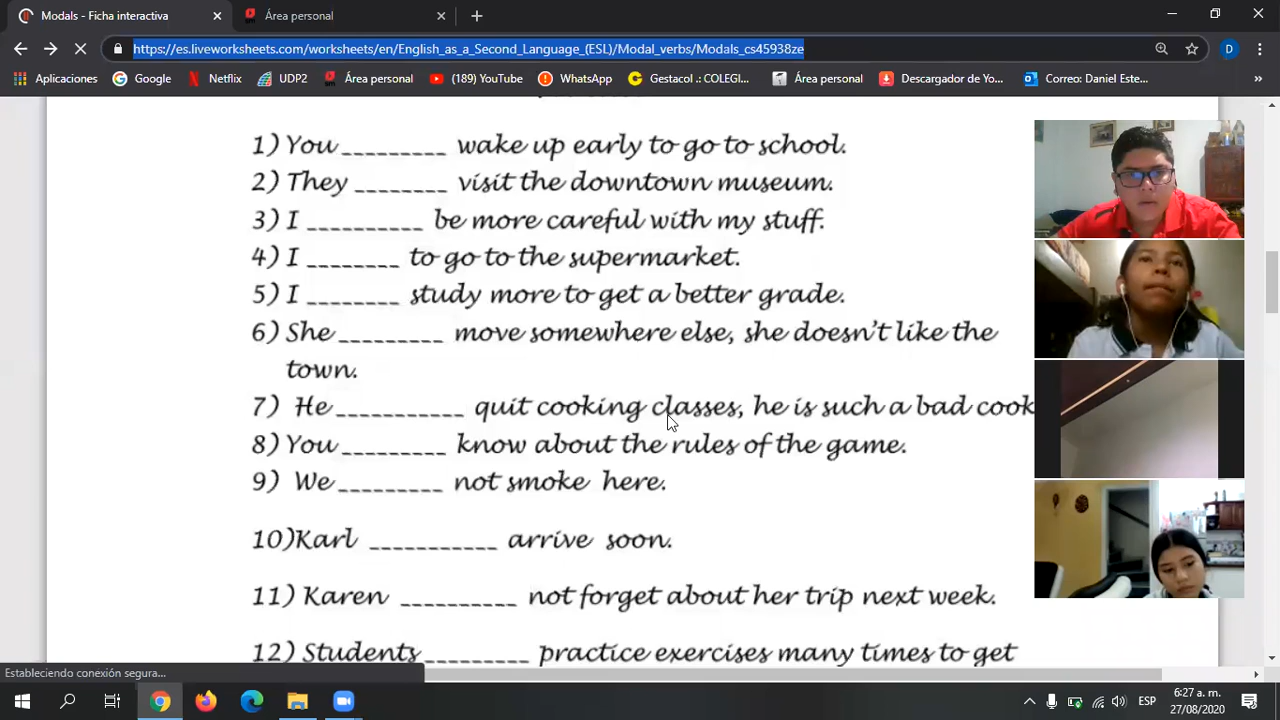 Modals - Ficha interactiva
Área personal
https://es.liveworksheets.com/worksheets/en/English_as_a_Second_Language_(ESL)/Modal_verbs/Modals_cs45938ze
D
Aplicaciones
Google
Netflix
UDP2
Área personal
(189) YouTube
WhatsApp
Gestacol .: COLEGI...
Área personal
Descargador de Yo...
Correo: Daniel Este...
1) You _________ wake up early to go to school.
2) They ________ visit the downtown museum.
3) I __________ be more careful with my stuff.
4) I ________ to go to the supermarket.
5) I ________ study more to get a better grade.
6) She _________ move somewhere else, she doesn't like the
town.
7) He ___________ quit cooking classes, he is such a bad cook
8) You _________ know about the rules of the game.
9) We _________ not smoke here.
10)Karl ___________ arrive soon.
11) Karen __________ not forget about her trip next week.
12) Students _________ practice exercises many times to get
Estableciendo conexión segura...
ESP
6:27 a. m.
27/08/2020